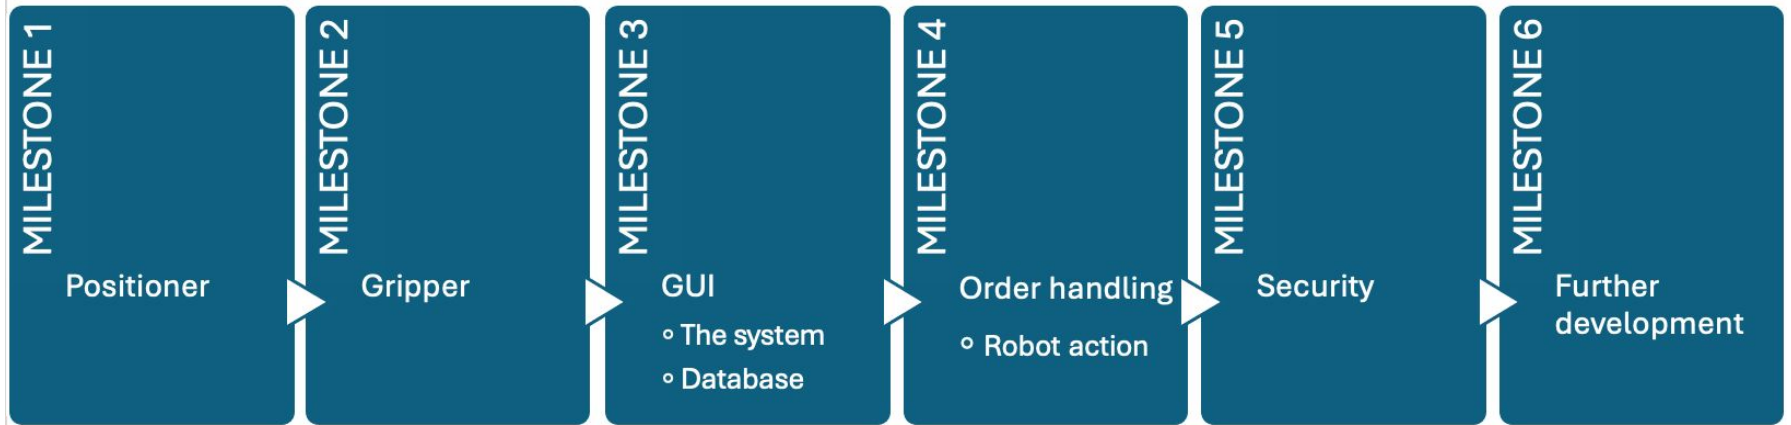 MILESTONE 1
Positioner
MILESTONE 2
Gripper
MILESTONE 3
GUI
The system
Database
MILESTONE 4
Order handling
Robot action
MILESTONE 5
Security
MILESTONE 6
Further
development